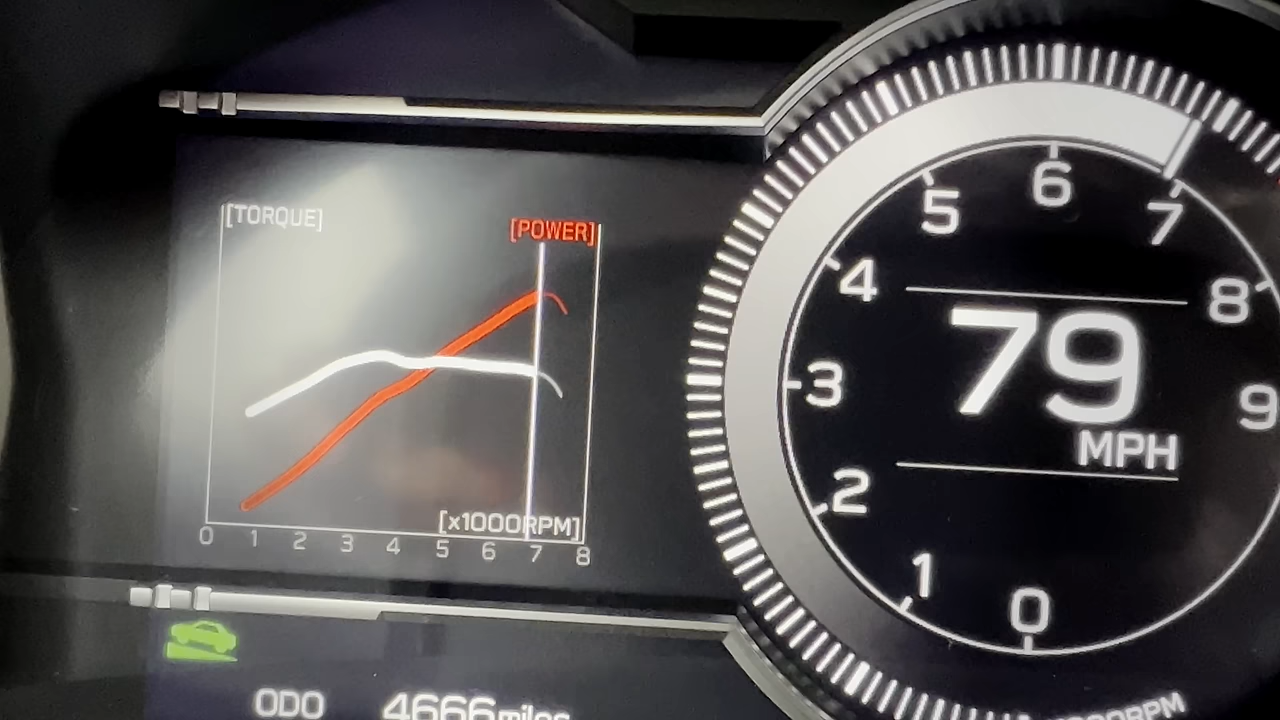 [TORQUE]
[POWER]
[x1000RPM]
0 1 2 3 4 5 6 7 8
ODO 4666miles
0
1
2
3
4
5
6
7
8
9
79
MPH